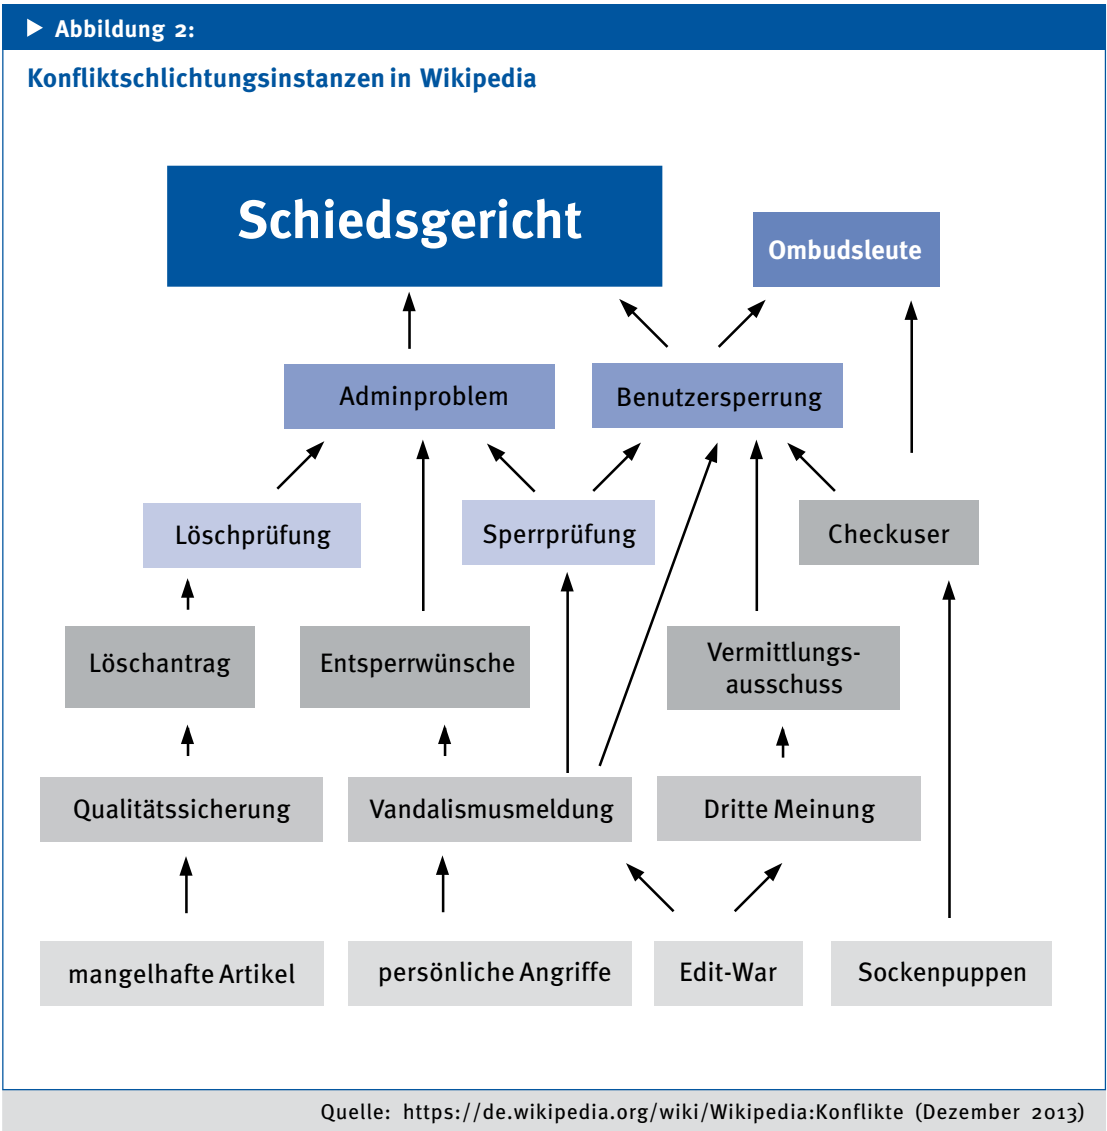 ▶ Abbildung 2:
Konfliktschlichtungsinstanzen in Wikipedia
Schiedsgericht
Ombudsleute
Adminproblem
Benutzersperrung
Löschprüfung
Sperrprüfung
Checkuser
Löschantrag
Entsperrwünsche
Vermittlungs-
ausschuss
Qualitätssicherung
Vandalismusmeldung
Dritte Meinung
mangelhafte Artikel
persönliche Angriffe
Edit-War
Sockenpuppen
Quelle: https://de.wikipedia.org/wiki/Wikipedia:Konflikte (Dezember 2013)